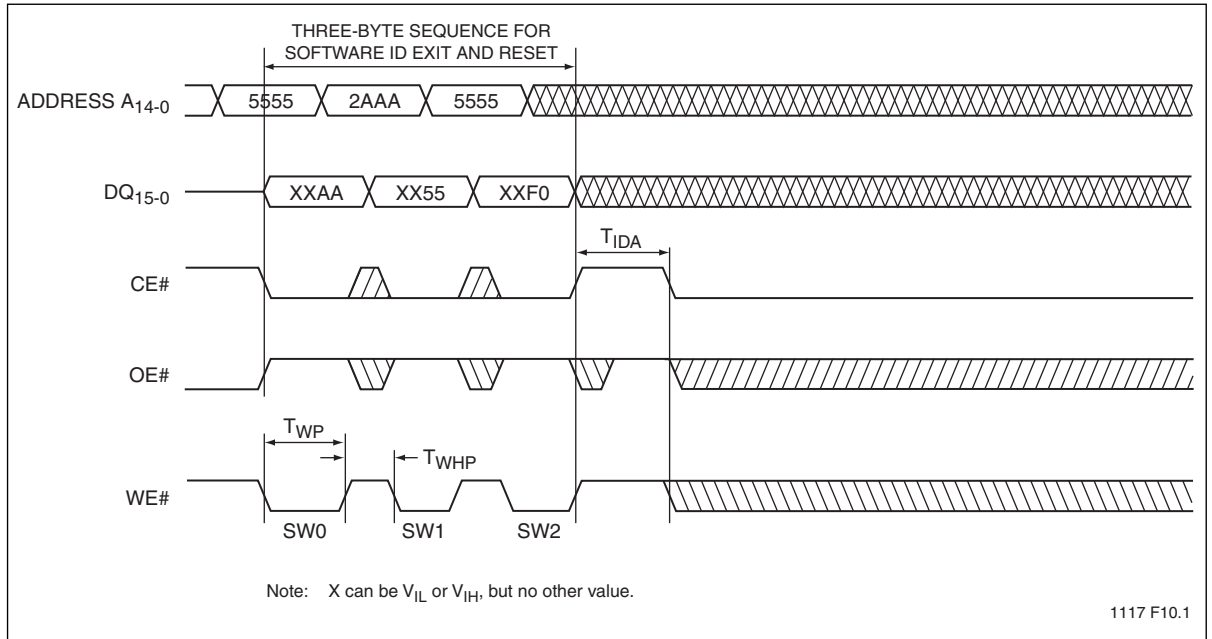 THREE-BYTE SEQUENCE FOR
SOFTWARE ID EXIT AND RESET
ADDRESS A14-0 5555 2AAA 5555
DQ15-0 XXAA XX55 XXF0
TIDA
CE#
OE#
TWP
TWHP
WE#
SW0 SW1 SW2
Note: X can be VIL or VIH, but no other value.
1117 F10.1